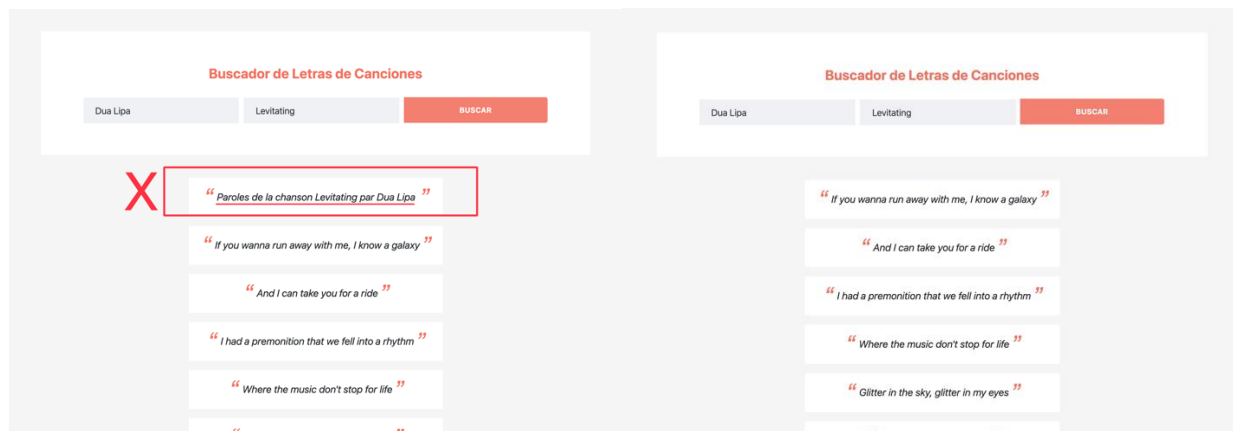 Buscador de Letras de Canciones
Dua Lipa Levitating BUSCAR
X
“ Paroles de la chanson Levitating par Dua Lipa ”
“ If you wanna run away with me, I know a galaxy ”
“ And I can take you for a ride ”
“ I had a premonition that we fell into a rhythm ”
“ Where the music don't stop for life ”
Buscador de Letras de Canciones
Dua Lipa Levitating BUSCAR
“ If you wanna run away with me, I know a galaxy ”
“ And I can take you for a ride ”
“ I had a premonition that we fell into a rhythm ”
“ Where the music don't stop for life ”
“ Glitter in the sky, glitter in my eyes ”